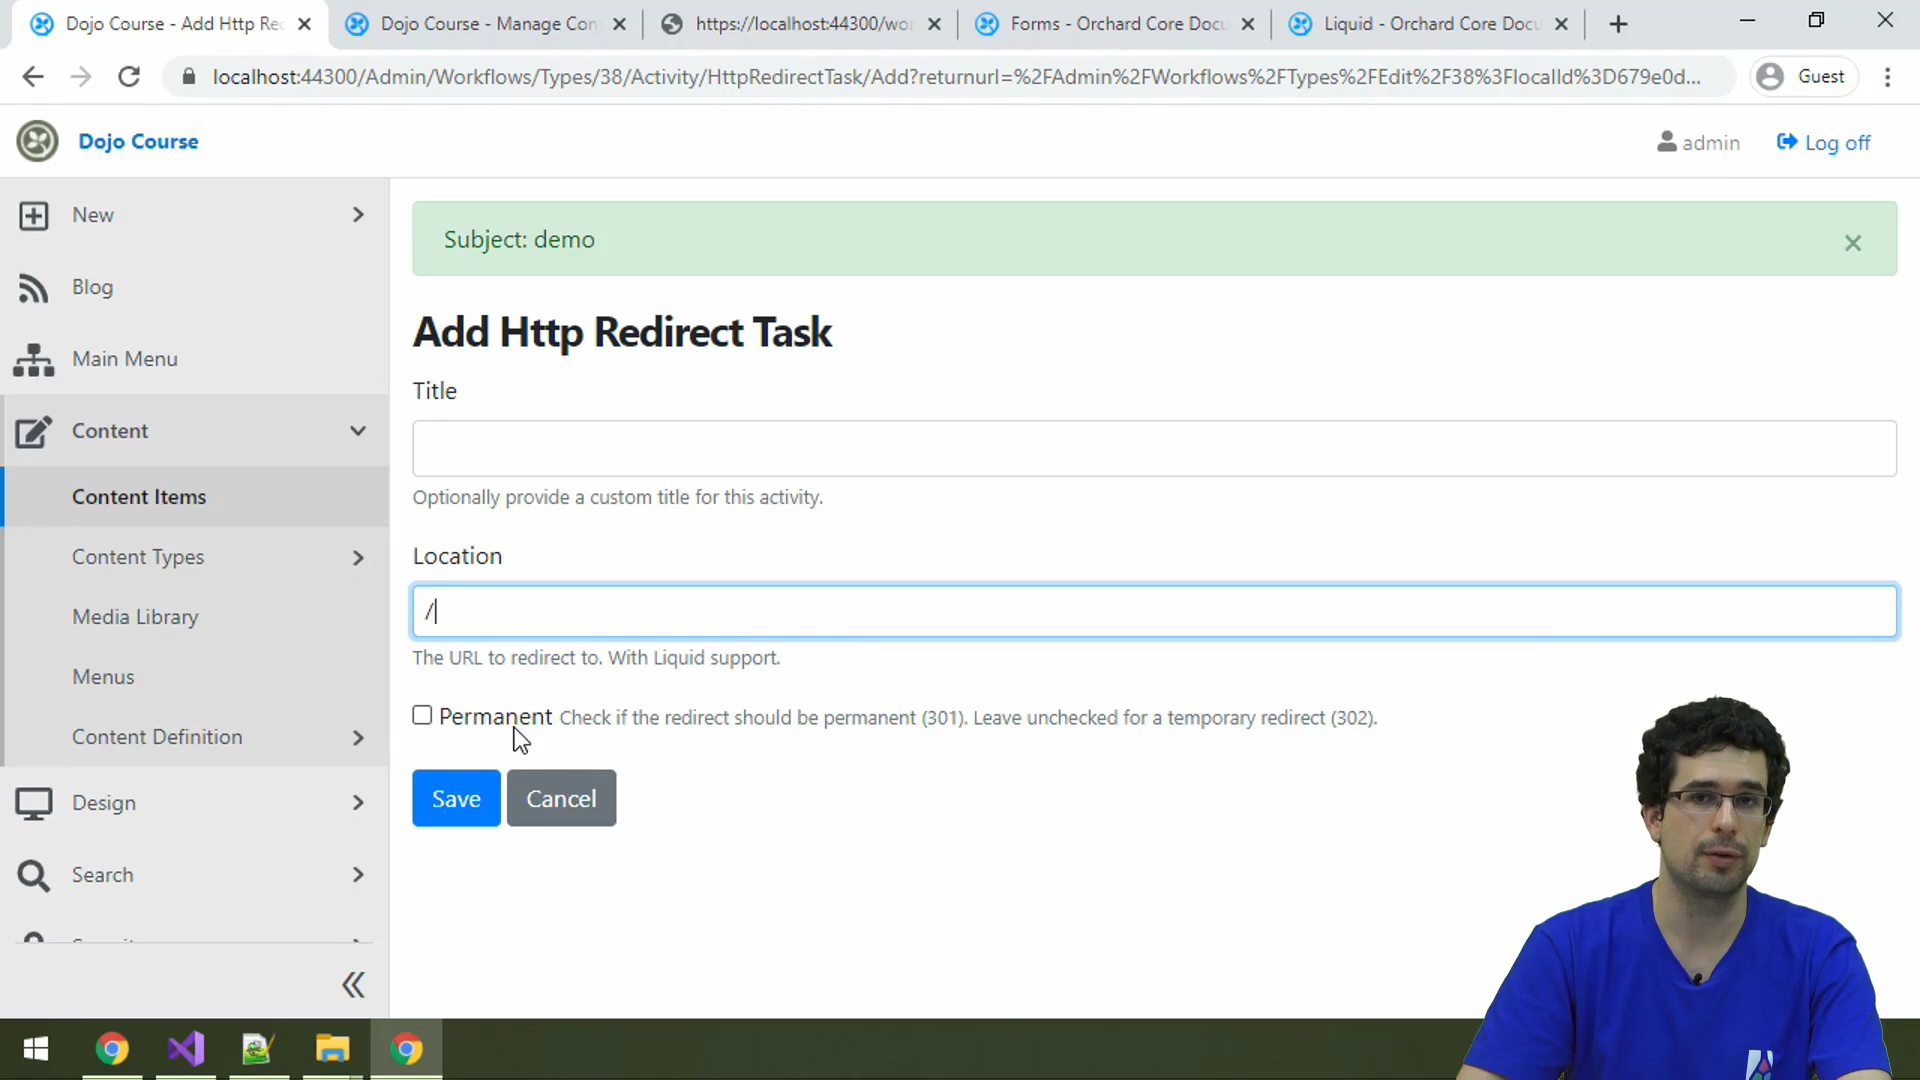 Dojo Course - Add Http Rec
Dojo Course - Manage Con
https://localhost:44300/wor
Forms - Orchard Core Docu
Liquid - Orchard Core Docu
localhost:44300/Admin/Workflows/Types/38/Activity/HttpRedirectTask/Add?returnurl=%2FAdmin%2FWorkflows%2FTypes%2FEdit%2F38%3FlocalId%3D679e0d...
Guest
Dojo Course
admin
Log off
New
Blog
Main Menu
Content
Content Items
Content Types
Media Library
Menus
Content Definition
Design
Search
Subject: demo
Add Http Redirect Task
Title
Optionally provide a custom title for this activity.
Location
/
The URL to redirect to. With Liquid support.
Permanent Check if the redirect should be permanent (301). Leave unchecked for a temporary redirect (302).
Save Cancel